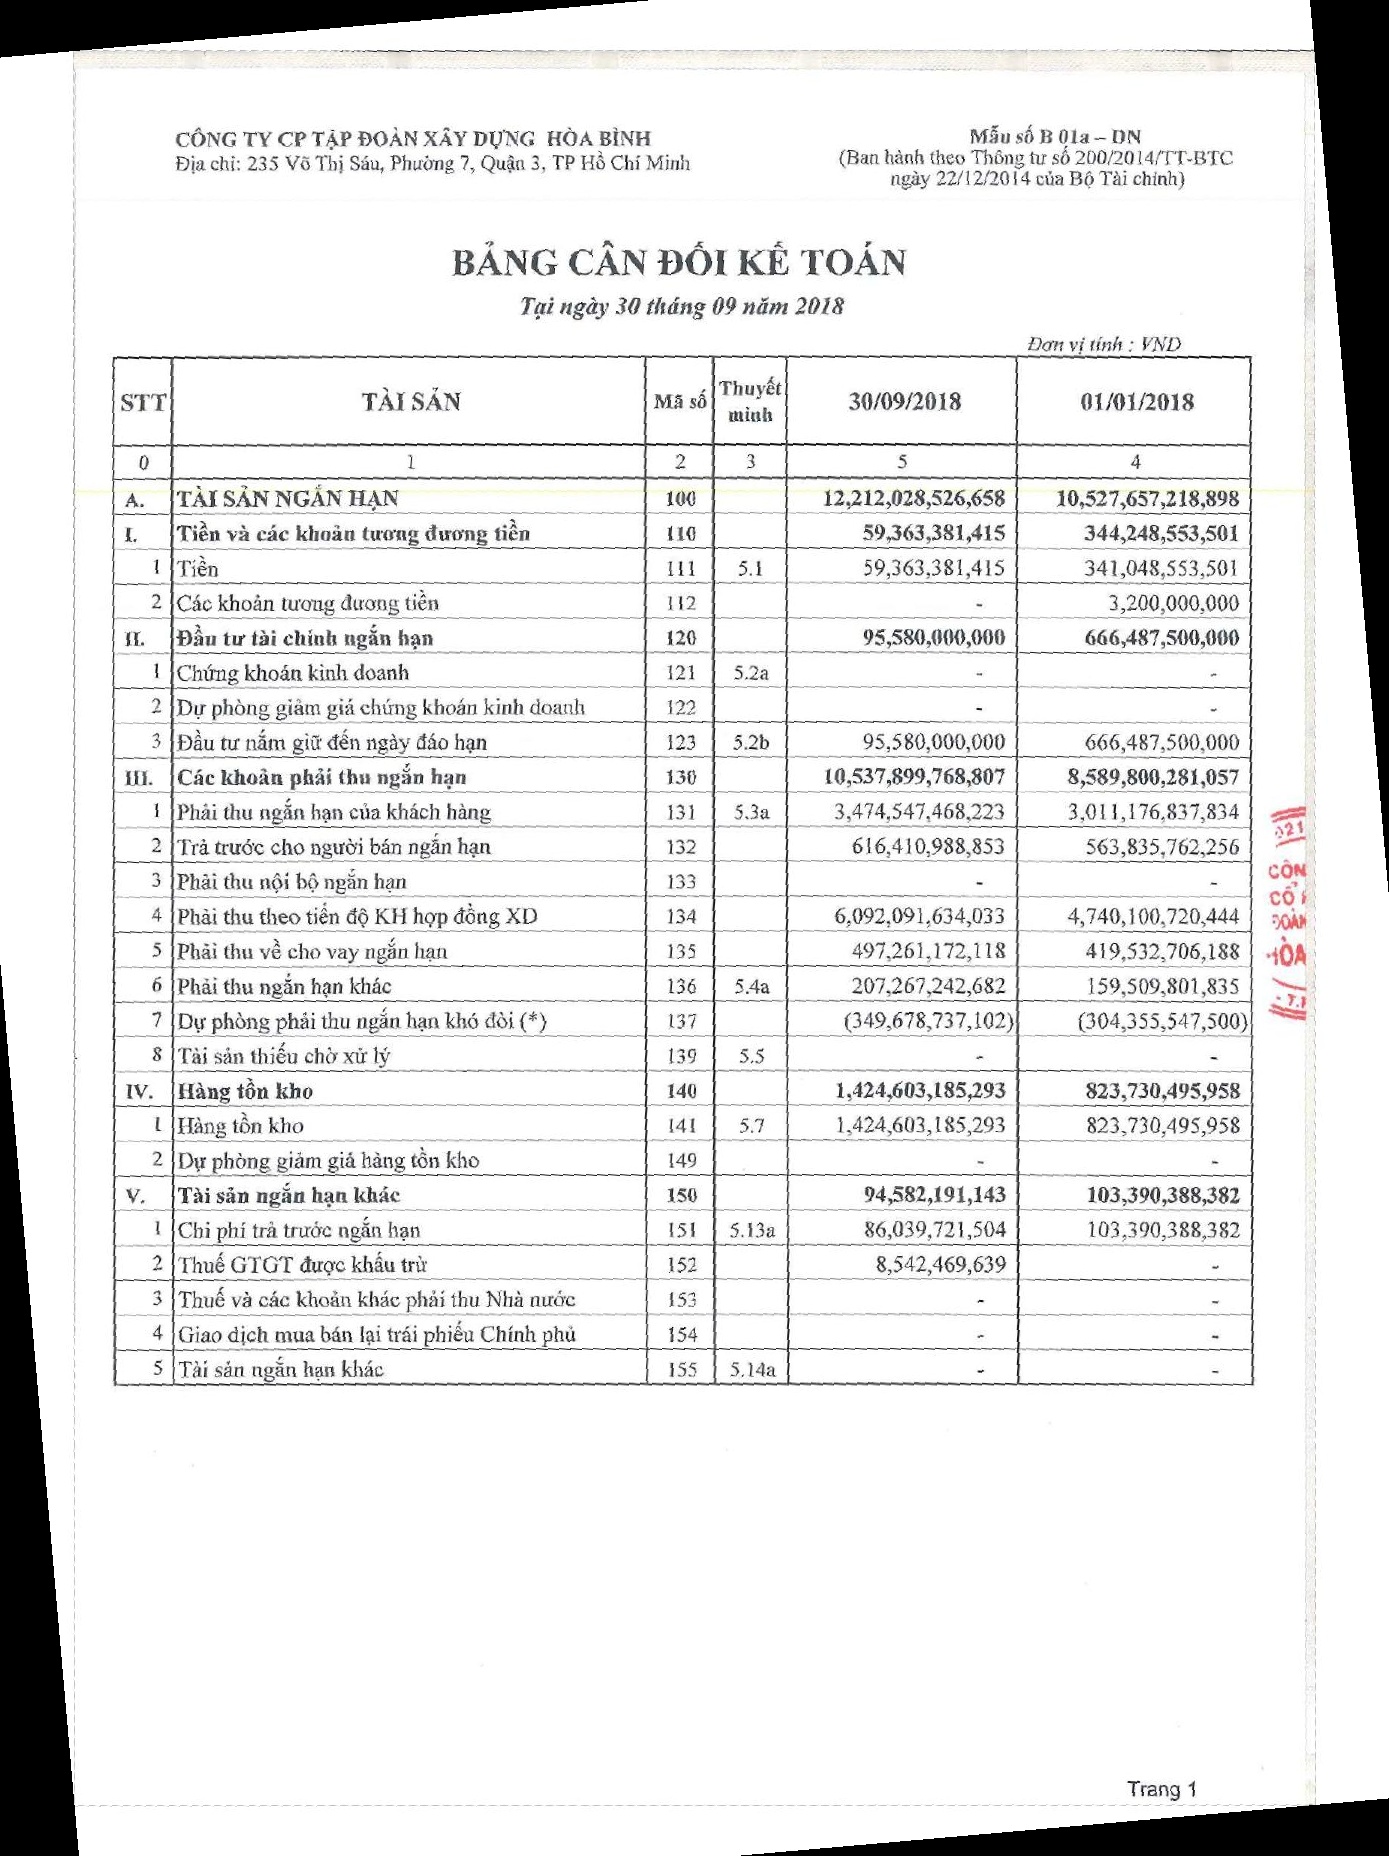 CÔNG TY CP TẬP ĐOÀN XÂY DỰNG HÒA BÌNH
Địa chỉ: 235 Võ Thị Sáu, Phường 7, Quận 3, TP Hồ Chí Minh
Mẫu số B 01a – DN
(Ban hành theo Thông tư số 200/2014/TT-BTC
ngày 22/12/2014 của Bộ Tài chính)
BẢNG CÂN ĐỐI KẾ TOÁN
Tại ngày 30 tháng 09 năm 2018
Đơn vị tính : VND
STT TÀI SẢN Mã số Thuyết minh 30/09/2018 01/01/2018
0 1 2 3 5 4
A. TÀI SẢN NGẮN HẠN 100 12,212,028,526,658 10,527,657,218,898
I. Tiền và các khoản tương đương tiền 110 59,363,381,415 344,248,553,501
1 Tiền 111 5.1 59,363,381,415 341,048,553,501
2 Các khoản tương đương tiền 112 - 3,200,000,000
II. Đầu tư tài chính ngắn hạn 120 95,580,000,000 666,487,500,000
1 Chứng khoán kinh doanh 121 5.2a - -
2 Dự phòng giảm giá chứng khoán kinh doanh 122 - -
3 Đầu tư nắm giữ đến ngày đáo hạn 123 5.2b 95,580,000,000 666,487,500,000
III. Các khoản phải thu ngắn hạn 130 10,537,899,768,807 8,589,800,281,057
1 Phải thu ngắn hạn của khách hàng 131 5.3a 3,474,547,468,223 3,011,176,837,834
2 Trả trước cho người bán ngắn hạn 132 616,410,988,853 563,835,762,256
3 Phải thu nội bộ ngắn hạn 133 - -
4 Phải thu theo tiến độ KH hợp đồng XD 134 6,092,091,634,033 4,740,100,720,444
5 Phải thu về cho vay ngắn hạn 135 497,261,172,118 419,532,706,188
6 Phải thu ngắn hạn khác 136 5.4a 207,267,242,682 159,509,801,835
7 Dự phòng phải thu ngắn hạn khó đòi (*) 137 (349,678,737,102) (304,355,547,500)
8 Tài sản thiếu chờ xử lý 139 5.5 - -
IV. Hàng tồn kho 140 1,424,603,185,293 823,730,495,958
1 Hàng tồn kho 141 5.7 1,424,603,185,293 823,730,495,958
2 Dự phòng giảm giá hàng tồn kho 149 - -
V. Tài sản ngắn hạn khác 150 94,582,191,143 103,390,388,382
1 Chi phí trả trước ngắn hạn 151 5.13a 86,039,721,504 103,390,388,382
2 Thuế GTGT được khấu trừ 152 8,542,469,639 -
3 Thuế và các khoản khác phải thu Nhà nước 153 - -
4 Giao dịch mua bán lại trái phiếu Chính phủ 154 - -
5 Tài sản ngắn hạn khác 155 5.14a - -
Trang 1